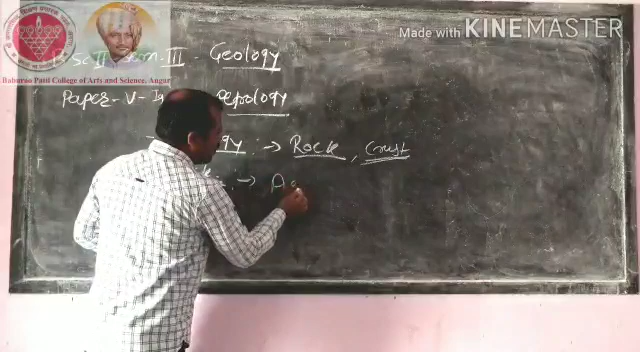 Made with KINEMASTER
Sc II Sem III - Geology
Baburao Patil College of Arts and Science, Angar
Paper - V - Petrology
→ Rock, Crust
→ A